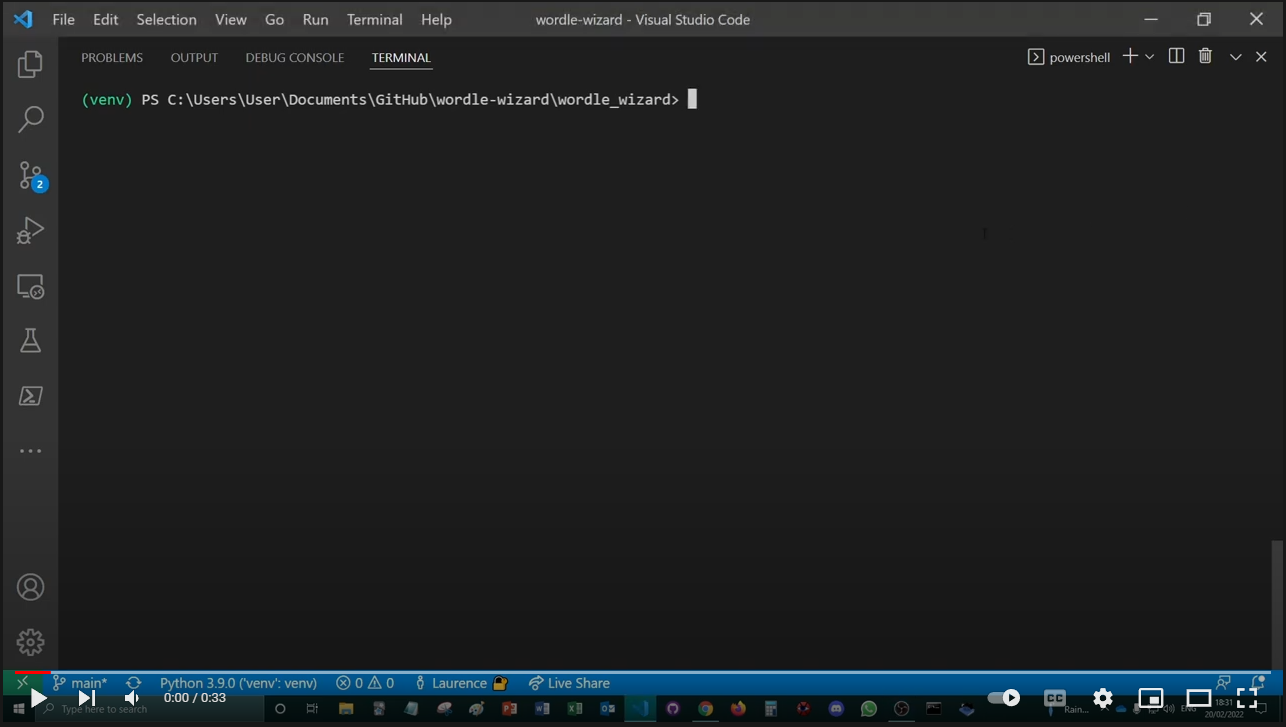 File Edit Selection View Go Run Terminal Help wordle-wizard - Visual Studio Code
PROBLEMS OUTPUT DEBUG CONSOLE TERMINAL powershell
(venv) PS C:\Users\User\Documents\GitHub\wordle-wizard\wordle_wizard>
2
main* Python 3.9.0 ('venv': venv) 0 0 Laurence Live Share
0:00 / 0:33 CC
Type here to search Rain... ENG 18:31
20/02/2022